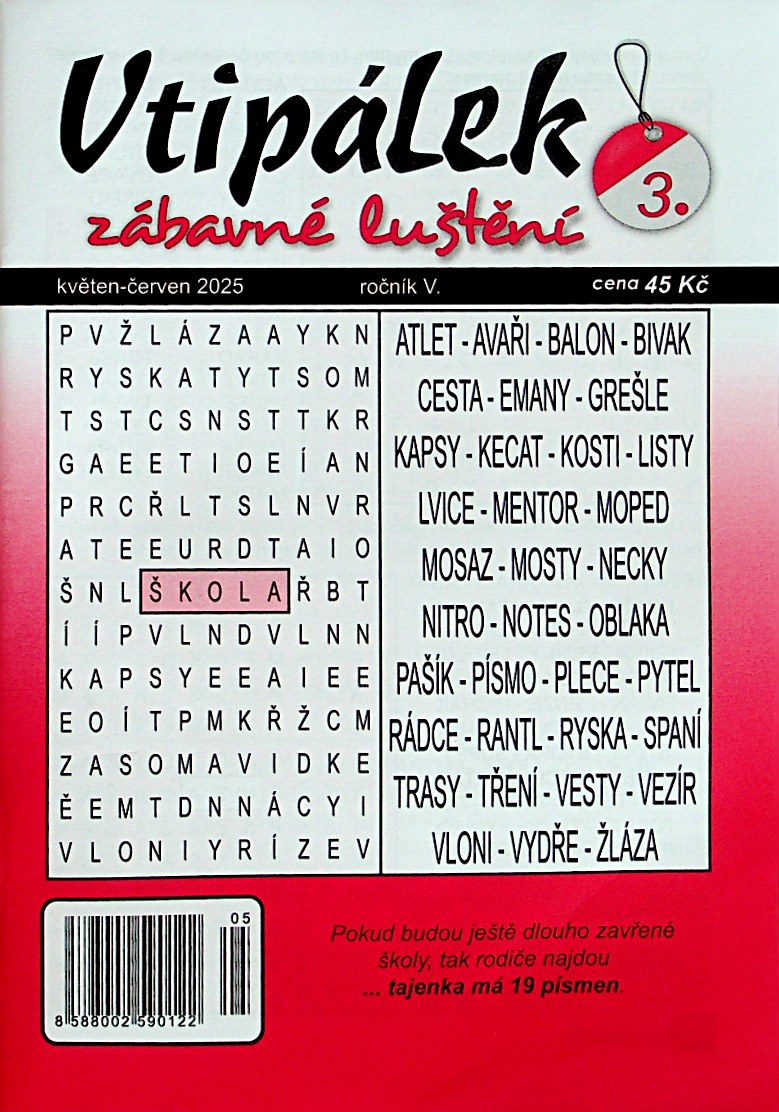 Vtipálek
zábavné luštění
3.
květen-červen 2025 ročník V. cena 45 Kč
P V Ž L Á Z A A Y K N
R Y S K A T Y T S O M
T S T C S N S T T K R
G A E E T I O E Í A N
P R C Ř L T S L N V R
A T E E U R D T A I O
Š N L Š K O L A Ř B T
Í Í P V L N D V L N N
K A P S Y E E A I E E
E O Í T P M K Ř Ž C M
Z A S O M A V I D K E
Ě E M T D N N Á C Y I
V L O N I Y R Í Z E V
ATLET - AVAŘI - BALON - BIVAK
CESTA - EMANY - GREŠLE
KAPSY - KECAT - KOSTI - LISTY
LVICE - MENTOR - MOPED
MOSAZ - MOSTY - NECKY
NITRO - NOTES - OBLAKA
PAŠÍK - PÍSMO - PLECE - PYTEL
RÁDCE - RANTL - RYSKA - SPANÍ
TRASY - TŘENÍ - VESTY - VEZÍR
VLONI - VYDŘE - ŽLÁZA
05
8 588002 590122
Pokud budou ještě dlouho zavřené
školy, tak rodiče najdou
... tajenka má 19 písmen.